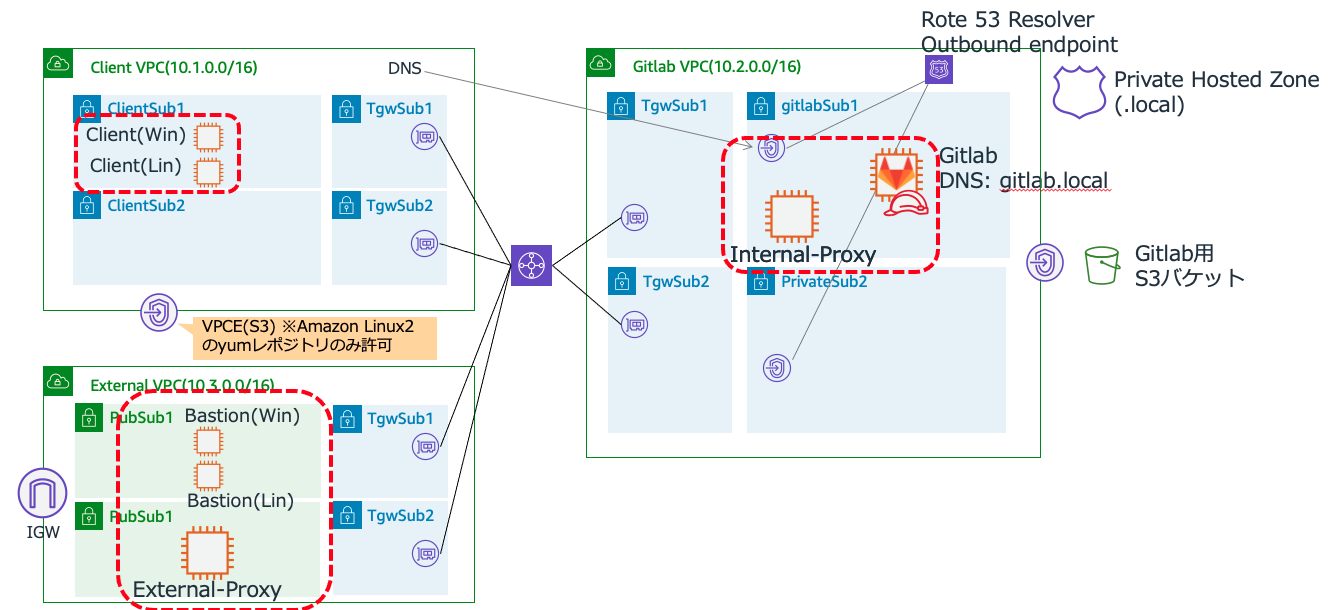 Rote 53 Resolver
Outbound endpoint
53
Private Hosted Zone
(.local)
Client VPC(10.1.0.0/16)
DNS
Gitlab VPC(10.2.0.0/16)
ClientSub1
TgwSub1
Client(Win)
Client(Lin)
ClientSub2
TgwSub2
TgwSub1
gitlabSub1
Gitlab
DNS: gitlab.local
Internal-Proxy
TgwSub2
PrivateSub2
Gitlab用
S3バケット
VPCE(S3) ※Amazon Linux2
のyumレポジトリのみ許可
External VPC(10.3.0.0/16)
PubSub1
Bastion(Win)
TgwSub1
Bastion(Lin)
PubSub1
TgwSub2
IGW
External-Proxy